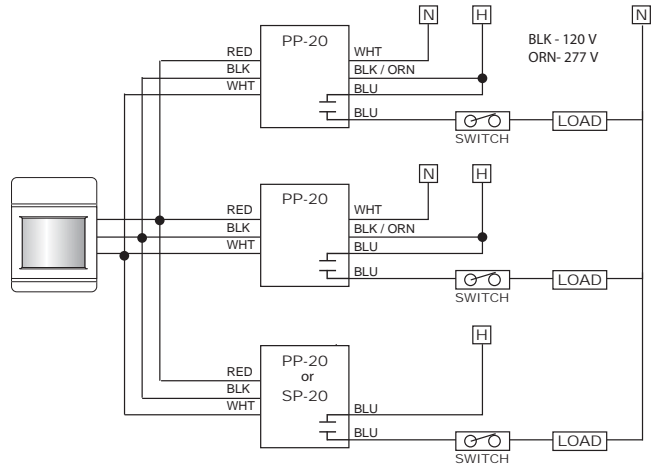 N H N
PP-20
BLK - 120 V
ORN- 277 V
RED WHT
BLK BLK / ORN
WHT BLU
BLU
LOAD
SWITCH
N H
PP-20
RED WHT
BLK BLK / ORN
WHT BLU
BLU
LOAD
SWITCH
H
PP-20
or
SP-20
RED
BLK
WHT BLU
BLU
LOAD
SWITCH